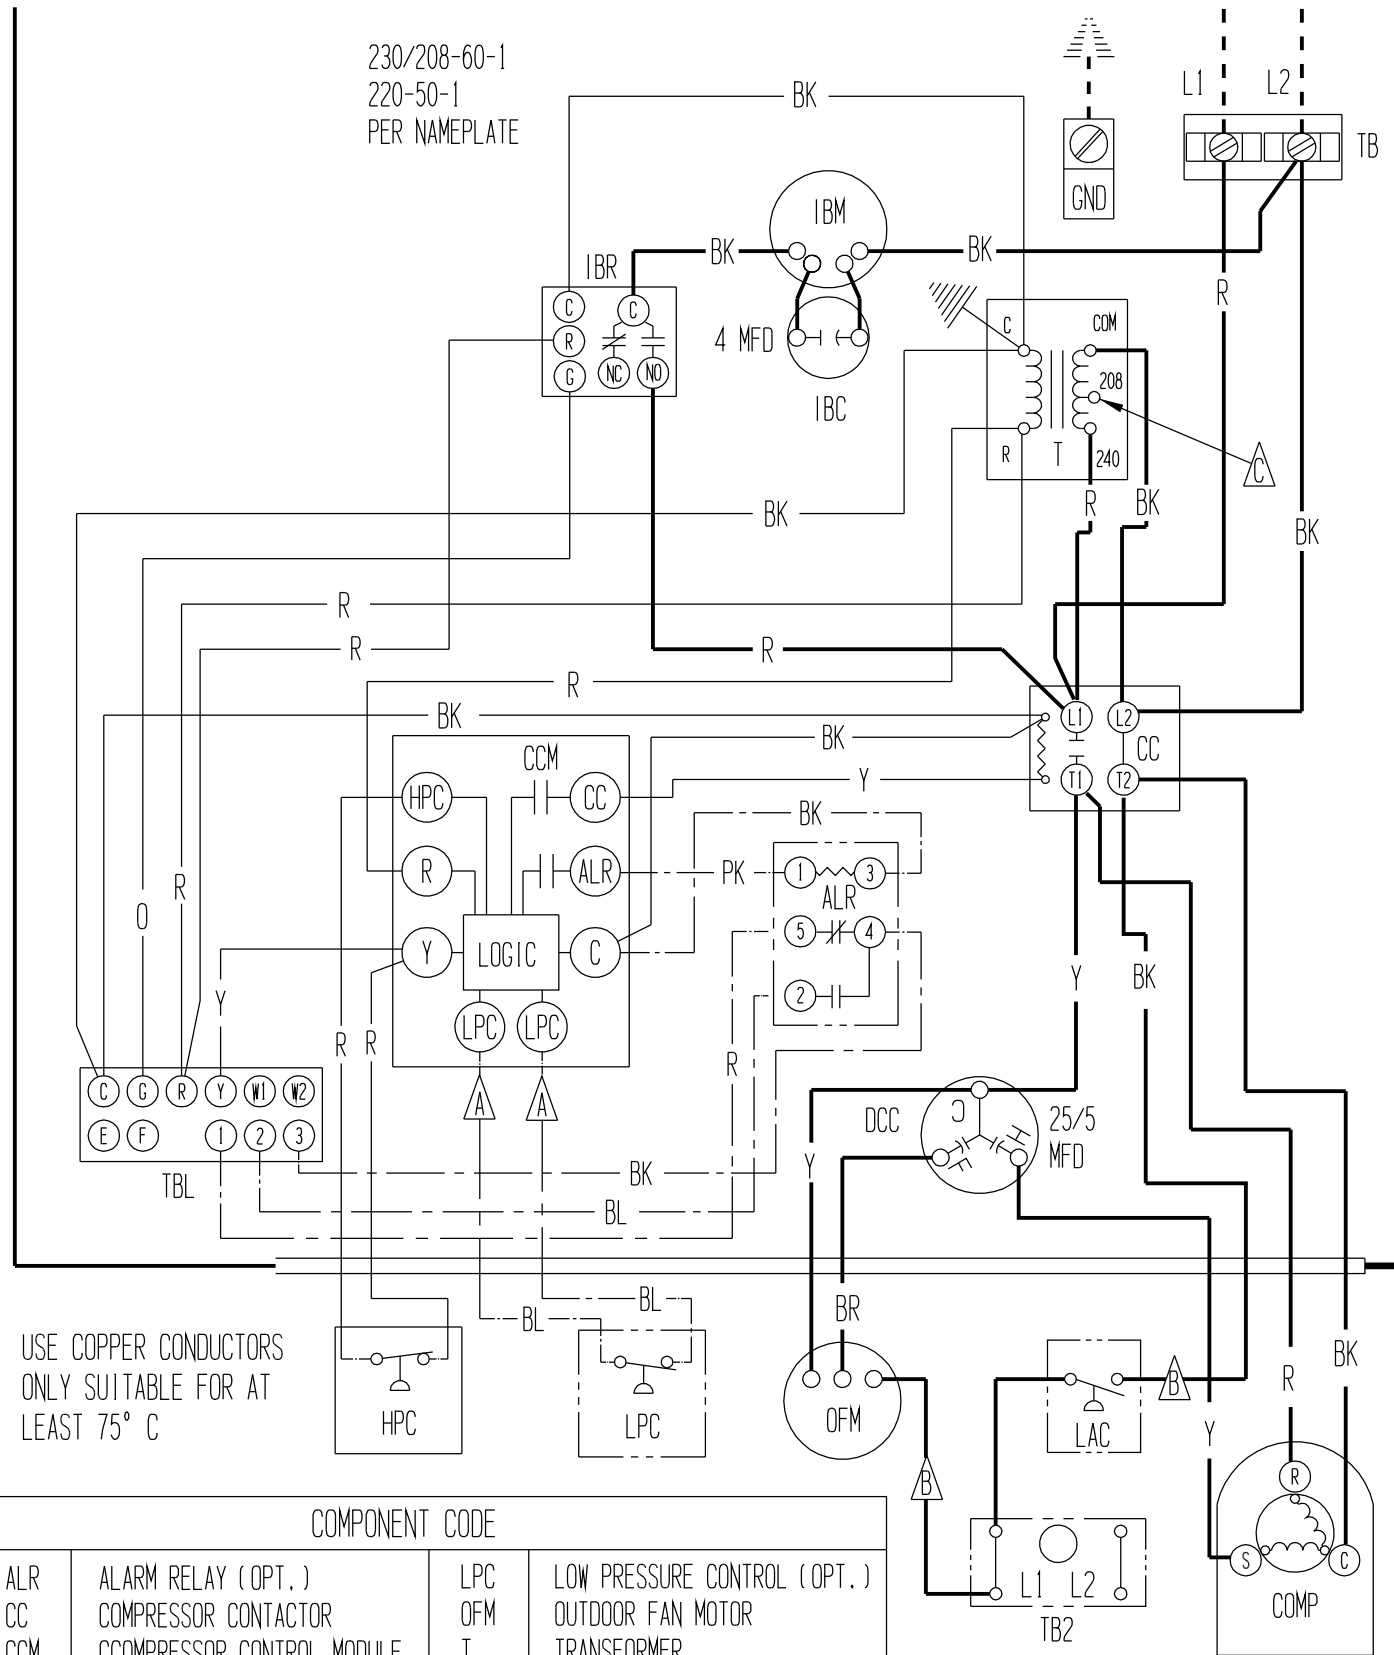 230/208-60-1
220-50-1
PER NAMEPLATE
BK
L1
L2
TB
GND
IBM
BK
BK
IBR
C
C
R
G
NC
NO
4 MFD
IBC
R
C
COM
208
R
T
240
C
R
BK
BK
BK
R
R
R
R
BK
BK
Y
L1
L2
CC
T1
T2
CCM
HPC
CC
R
ALR
Y
LOGIC
C
LPC
LPC
BK
PK
1
3
ALR
5
4
2
O
R
Y
R
R
R
Y
BK
A
A
C
G
R
Y
W1
W2
E
F
1
2
3
TBL
DCC
C
F
H
25/5
MFD
Y
BK
BL
BR
BL
BL
USE COPPER CONDUCTORS
ONLY SUITABLE FOR AT
LEAST 75° C
HPC
LPC
OFM
LAC
B
B
Y
R
BK
R
S
C
COMP
L1 L2
TB2
COMPONENT CODE
ALR ALARM RELAY (OPT.) LPC LOW PRESSURE CONTROL (OPT.)
CC COMPRESSOR CONTACTOR OFM OUTDOOR FAN MOTOR
CCM CCOMPRESSOR CONTROL MODULE T TRANSFORMER